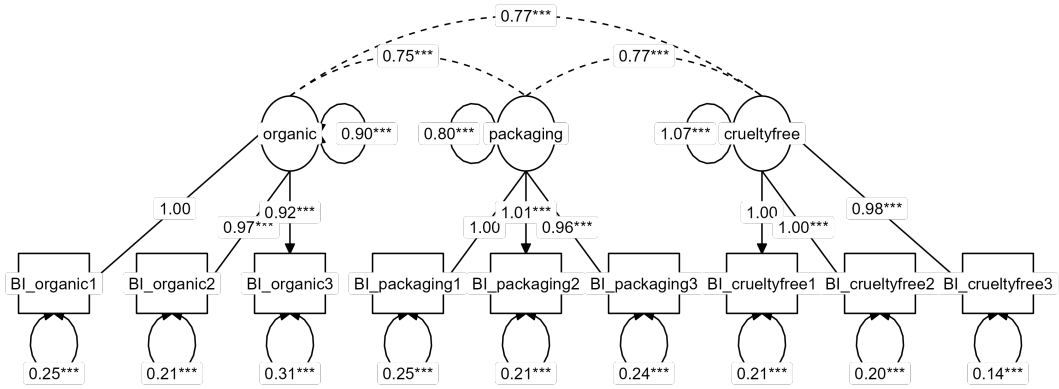 0.77***
0.75*** 0.77***
organic 0.90*** 0.80*** packaging 1.07*** crueltyfree
1.00 0.97*** 0.92*** 1.00 1.01*** 0.96*** 1.00 1.00*** 0.98***
BI_organic1 BI_organic2 BI_organic3 BI_packaging1 BI_packaging2 BI_packaging3 BI_crueltyfree1 BI_crueltyfree2 BI_crueltyfree3
0.25*** 0.21*** 0.31*** 0.25*** 0.21*** 0.24*** 0.21*** 0.20*** 0.14***